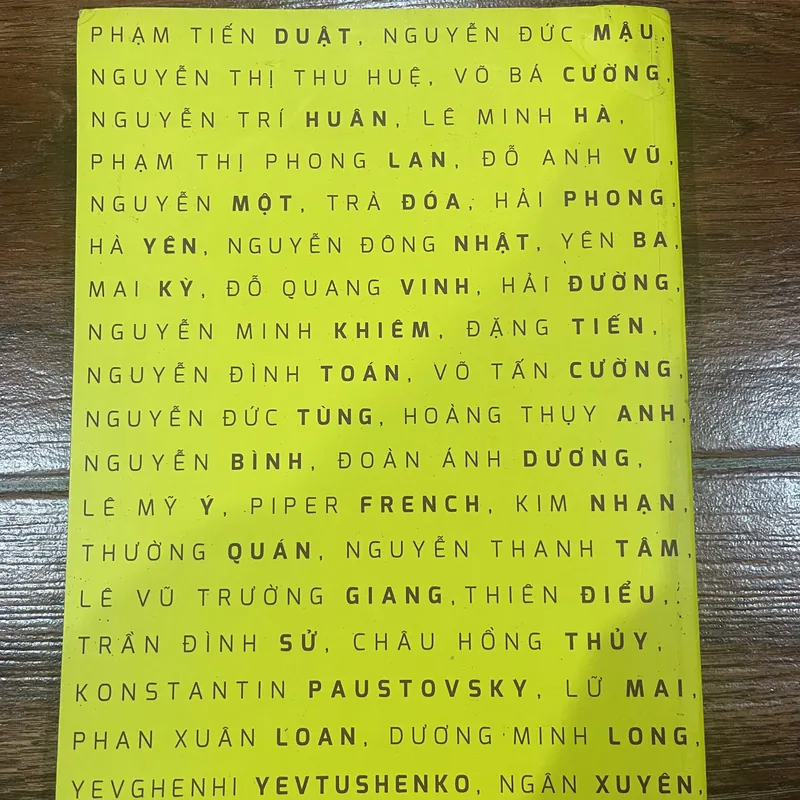 PHẠM TIẾN DUẬT, NGUYỄN ĐỨC MẬU,
NGUYỄN THỊ THU HUỆ, VÕ BÁ CƯỜNG,
NGUYỄN TRÍ HUÂN, LÊ MINH HÀ,
PHẠM THỊ PHONG LAN, ĐỖ ANH VŨ,
NGUYỄN MỘT, TRÀ ĐÓA, HẢI PHONG,
HÀ YÊN, NGUYỄN ĐÔNG NHẬT, YÊN BA,
MAI KỲ, ĐỖ QUANG VINH, HẢI ĐƯỜNG,
NGUYỄN MINH KHIÊM, ĐẶNG TIẾN,
NGUYỄN ĐÌNH TOÁN, VÕ TẤN CƯỜNG,
NGUYỄN ĐỨC TÙNG, HOÀNG THỤY ANH,
NGUYỄN BÌNH, ĐOÀN ÁNH DƯƠNG,
LÊ MỸ Ý, PIPER FRENCH, KIM NHẠN,
THƯỜNG QUÁN, NGUYỄN THANH TÂM,
LÊ VŨ TRƯỜNG GIANG,THIÊN ĐIỂU,
TRẦN ĐÌNH SỬ, CHÂU HỒNG THỦY,
KONSTANTIN PAUSTOVSKY, LỮ MAI,
PHAN XUÂN LOAN, DƯƠNG MINH LONG,
YEVGHENHI YEVTUSHENKO, NGÂN XUYÊN,